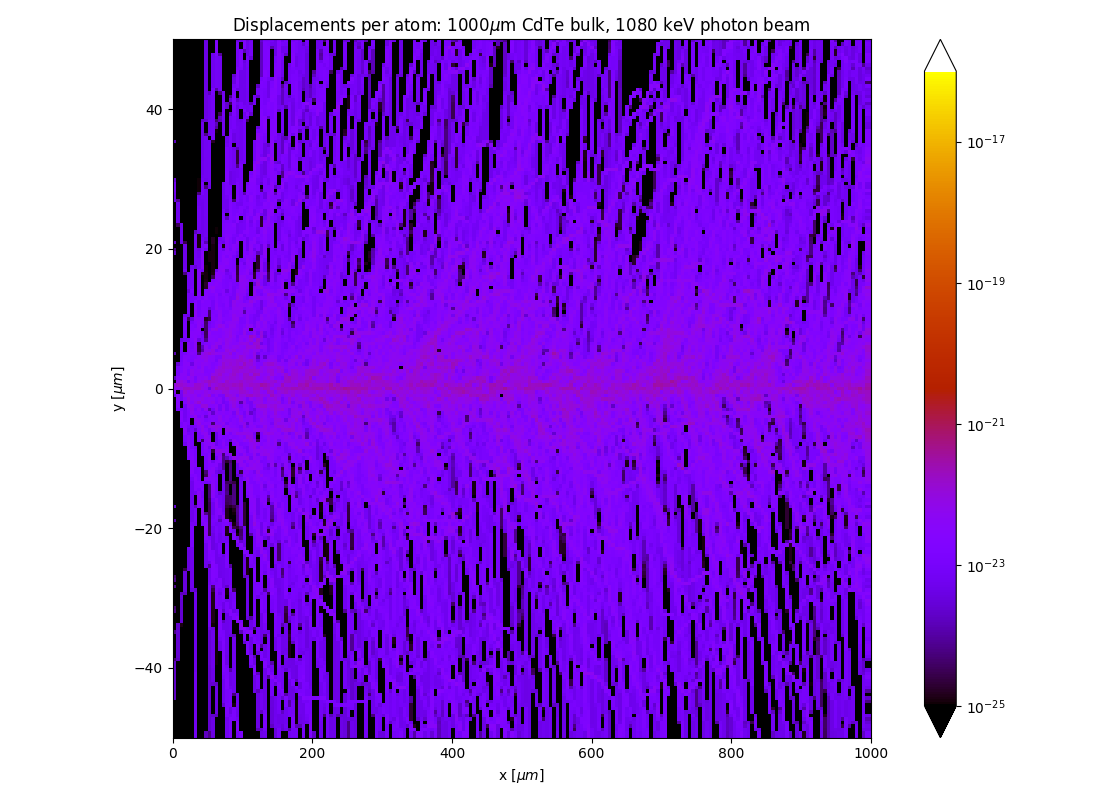 Displacements per atom: 1000μm CdTe bulk, 1080 keV photon beam
40
20
0
−20
−40
y [μm]
0 200 400 600 800 1000
x [μm]
10⁻¹⁷
10⁻¹⁹
10⁻²¹
10⁻²³
10⁻²⁵